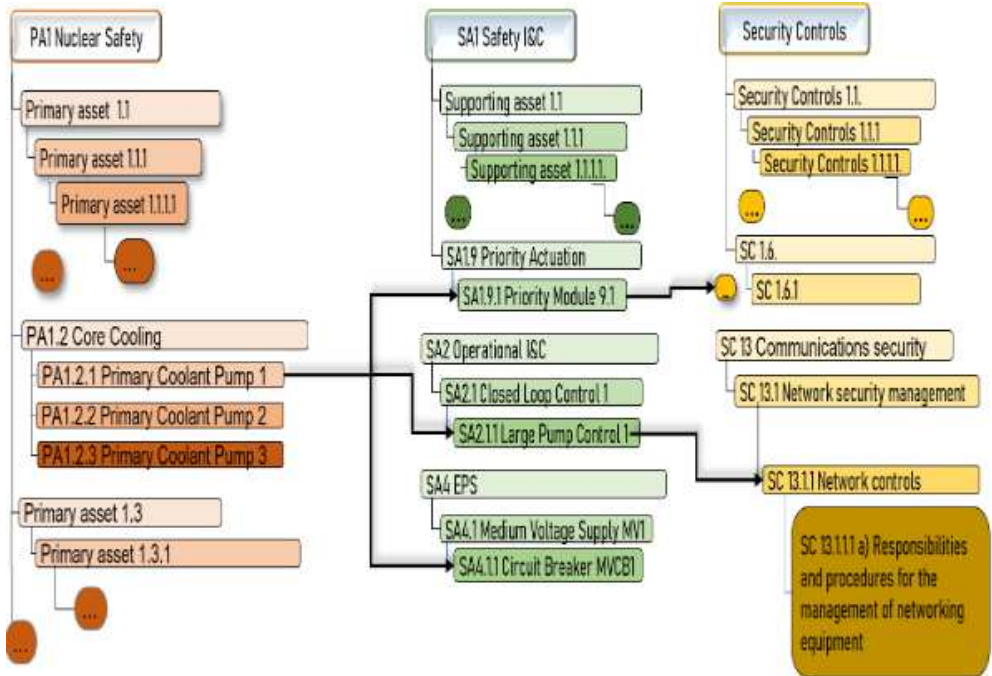 PA1 Nuclear Safety
Primary asset 1.1
Primary asset 1.1.1
Primary asset 1.1.1.1
...
...
PA1.2 Core Cooling
PA1.2.1 Primary Coolant Pump 1
PA1.2.2 Primary Coolant Pump 2
PA1.2.3 Primary Coolant Pump 3
Primary asset 1.3
Primary asset 1.3.1
...
...
SA1 Safety I&C
Supporting asset 1.1
Supporting asset 1.1.1
Supporting asset 1.1.1.1.
...
...
SA1.9 Priority Actuation
SA1.9.1 Priority Module 9.1
SA2 Operational I&C
SA2.1 Closed Loop Control 1
SA2.1.1 Large Pump Control 1
SA4 EPS
SA4.1 Medium Voltage Supply MV1
SA4.1.1 Circuit Breaker MVCB1
Security Controls
Security Controls 1.1.
Security Controls 1.1.1
Security Controls 1.1.1.1.
...
...
SC 1.6.
SC 1.6.1
...
SC 13 Communications security
SC 13.1 Network security management
SC 13.1.1 Network controls
SC 13.1.1.1 a) Responsibilities
and procedures for the
management of networking
equipment